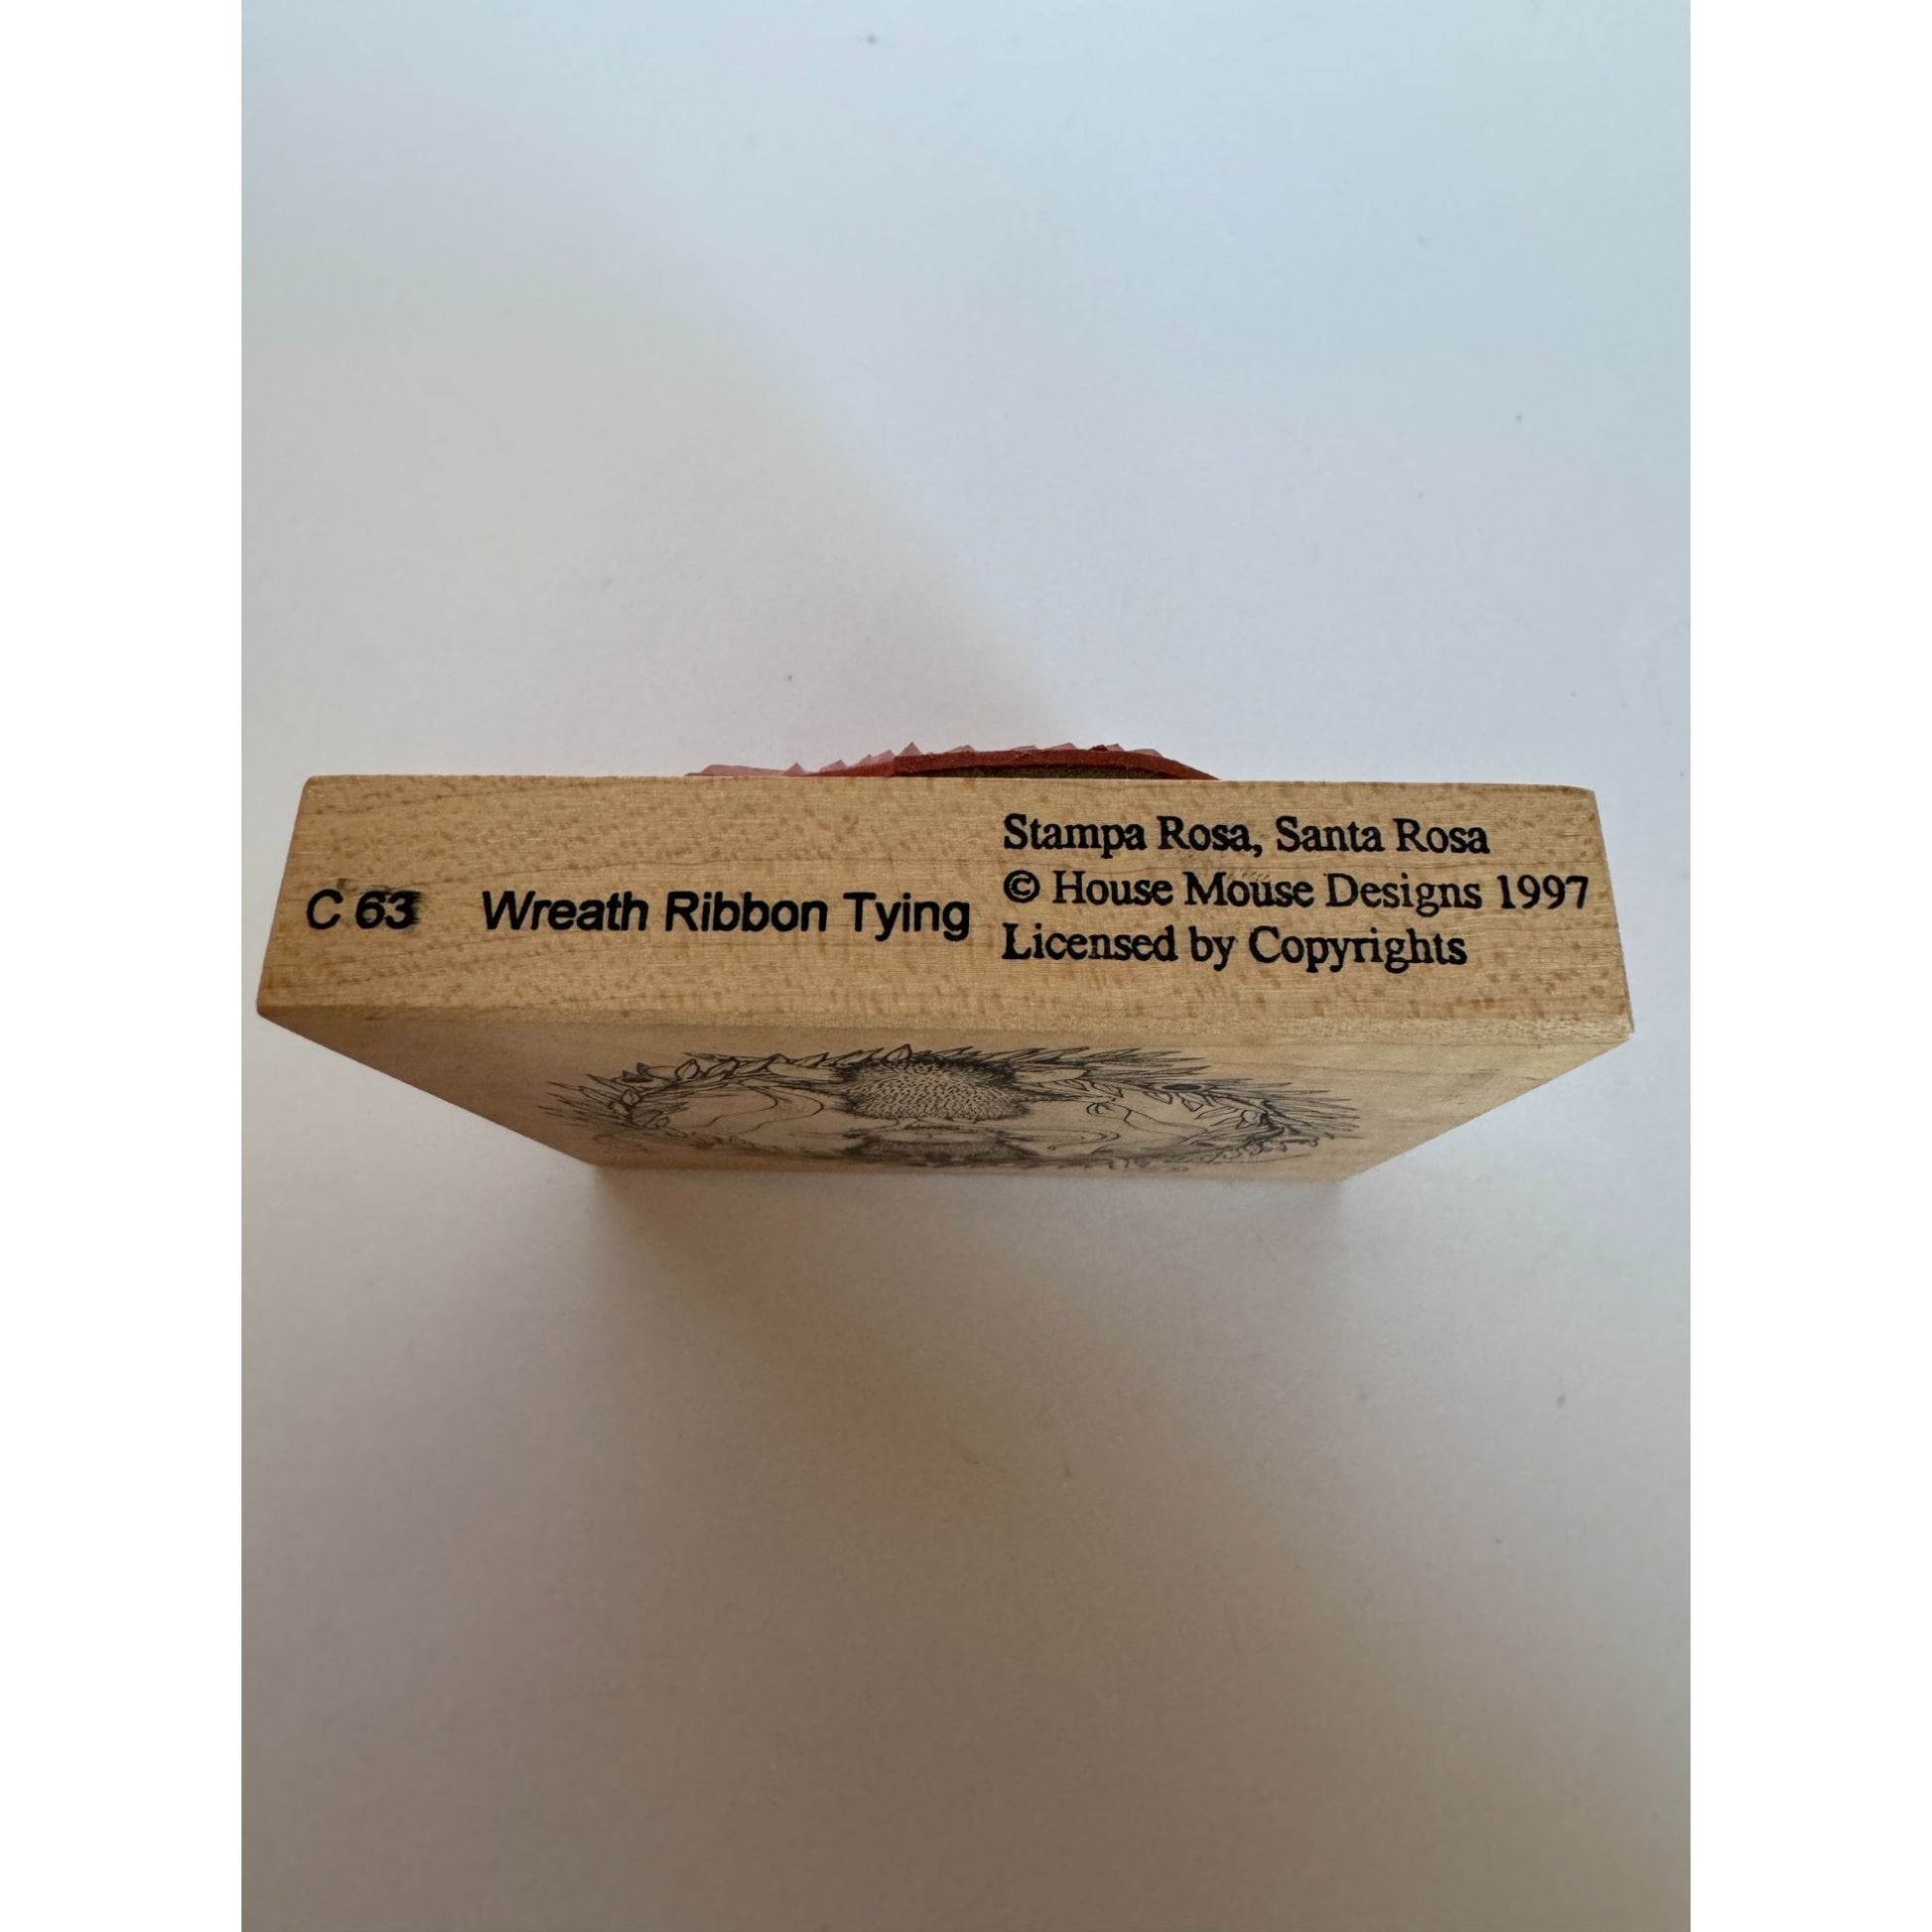 C 63 Wreath Ribbon Tying
Stampa Rosa, Santa Rosa
© House Mouse Designs 1997
Licensed by Copyrights